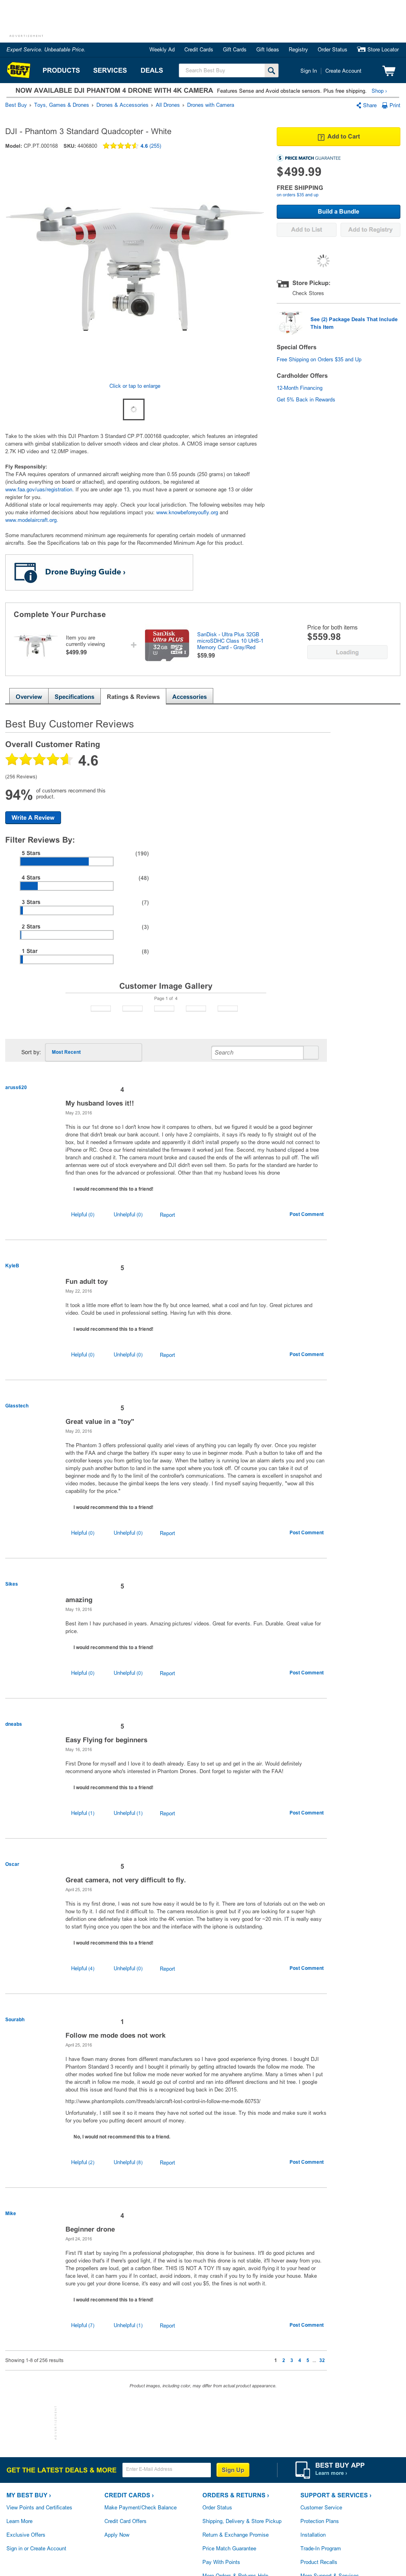 ADVERTISEMENT
Expert Service. Unbeatable Price.
Weekly Ad
Credit Cards
Gift Cards
Gift Ideas
Registry
Order Status
Store Locator
BEST BUY
PRODUCTS
SERVICES
DEALS
Search Best Buy
Sign In
Create Account
NOW AVAILABLE DJI PHANTOM 4 DRONE WITH 4K CAMERA Features Sense and Avoid obstacle sensors. Plus free shipping. Shop ›
Best Buy › Toys, Games & Drones › Drones & Accessories › All Drones › Drones with Camera
Share
Print
DJI - Phantom 3 Standard Quadcopter - White
Model: CP.PT.000168 SKU: 4406800 4.6 (255)
Click or tap to enlarge
Add to Cart
$ PRICE MATCH GUARANTEE
$499.99
FREE SHIPPING
on orders $35 and up
Build a Bundle
Add to List
Add to Registry
Store Pickup:
Check Stores
See (2) Package Deals That Include
This Item
Special Offers
Free Shipping on Orders $35 and Up
Cardholder Offers
12-Month Financing
Get 5% Back in Rewards
Take to the skies with this DJI Phantom 3 Standard CP.PT.000168 quadcopter, which features an integrated
camera with gimbal stabilization to deliver smooth videos and clear photos. A CMOS image sensor captures
2.7K HD video and 12.0MP images.
Fly Responsibly:
The FAA requires operators of unmanned aircraft weighing more than 0.55 pounds (250 grams) on takeoff
(including everything on board or attached), operating outdoors, be registered at
www.faa.gov/uas/registration. If you are under age 13, you must have a parent or someone age 13 or older
register for you.
Additional state or local requirements may apply. Check your local jurisdiction. The following websites may help
you make informed decisions about how regulations impact you: www.knowbeforeyoufly.org and
www.modelaircraft.org.
Some manufacturers recommend minimum age requirements for operating certain models of unmanned
aircrafts. See the Specifications tab on this page for the Recommended Minimum Age for this product.
Drone Buying Guide ›
Complete Your Purchase
Item you are
currently viewing
$499.99
+
SanDisk
Ultra PLUS
32GB
SanDisk - Ultra Plus 32GB
microSDHC Class 10 UHS-1
Memory Card - Gray/Red
$59.99
Price for both items
$559.98
Loading
Overview
Specifications
Ratings & Reviews
Accessories
Best Buy Customer Reviews
Overall Customer Rating
4.6
(256 Reviews)
94% of customers recommend this
product.
Write A Review
Filter Reviews By:
5 Stars (190)
4 Stars (48)
3 Stars (7)
2 Stars (3)
1 Star (8)
Customer Image Gallery
Page 1 of 4
Sort by: Most Recent
Search
aruss620
4
My husband loves it!!
May 23, 2016
This is our 1st drone so I don't know how it compares to others, but we figured it would be a good beginner
drone that didn't break our bank account. I only have 2 complaints, it says it's ready to fly straight out of the
box, but it needed a firmware update and apparently didn't install properly so the drone wouldn't connect to the
iPhone or RC. Once our friend reinstalled the firmware it worked just fine. Second, my husband clipped a tree
branch and it crashed. The left motor mounts broke and caused the ends of the wifi antennas to pop off. The wifi
antennas were out of stock everywhere and DJI didn't even sell them. So parts for the standard are harder to
find than ones for the advanced or professional. Other than that my husband loves his drone
I would recommend this to a friend!
Helpful (0)
Unhelpful (0)
Report
Post Comment
KyleB
5
Fun adult toy
May 22, 2016
It took a little more effort to learn how the fly but once learned, what a cool and fun toy. Great pictures and
video. Could be used in professional setting. Having fun with this drone.
I would recommend this to a friend!
Helpful (0)
Unhelpful (0)
Report
Post Comment
Glasstech
5
Great value in a "toy"
May 20, 2016
The Phantom 3 offers professional quality areal views of anything you can legally fly over. Once you register
with the FAA and charge the battery it's super easy to use in beginner mode. Push a button and it takes off and
hovers until you get comfortable using the controller. When too the battery is running low an alarm alerts you and you can
simply push another button to land in the same spot where you took off. Of course you can also take it out of
beginner mode and fly to the limit of the controller's communications. The camera is excellent in snapshot and
video modes, because the gimbal keeps the lens very steady. I find myself saying frequently, "wow all this
capability for the price."
I would recommend this to a friend!
Helpful (0)
Unhelpful (0)
Report
Post Comment
Sikes
5
amazing
May 19, 2016
Best item I hav purchased in years. Amazing pictures/ videos. Great for events. Fun. Durable. Great value for
price.
I would recommend this to a friend!
Helpful (0)
Unhelpful (0)
Report
Post Comment
dnealis
5
Easy Flying for beginners
May 16, 2016
First Drone for myself and I love it to death already. Easy to set up and get in the air. Would definitely
recommend anyone who's interested in Phantom Drones. Dont forget to register with the FAA!
I would recommend this to a friend!
Helpful (1)
Unhelpful (1)
Report
Post Comment
Oscar
5
Great camera, not very difficult to fly.
April 25, 2016
This is my first drone, I was not sure how easy it would be to fly it. There are tons of tutorials out on the web on
how to fly it. I did not find it difficult to. The camera resolution is great but if you are looking for a super clear high
definition one definetely look at the 4K version. The battery is only good for ~20 min. IT is really easy
to start flying once you open the box and the interface with the iphone is outstanding.
I would recommend this to a friend!
Helpful (4)
Unhelpful (0)
Report
Post Comment
Sourabh
1
Follow me mode does not work
April 25, 2016
I have flown many drones from different manufacturers so I have good experience flying drones. I bought DJI
Phantom Standard 3 recently and I bought it primarily by getting attracted towards the follow me mode. The
other modes worked fine but follow me mode never worked for me. 2 minutes Many a times when I try to put
the aircraft in follow me mode, it would go out of control and start moving in different directions and hit. I google
about this issue and found that this is a recognized bug back in Dec 2015.
http://www.phantompilots.com/threads/aircraft-lost-control-in-follow-me-mode.60753/
Unfortunately, I still see it so it means they have not sorted out the issue. Try this mode and make sure it works
for you before you putting decent amount of money.
No, I would not recommend this to a friend.
Helpful (2)
Unhelpful (8)
Report
Post Comment
Mike
4
Beginner drone
April 24, 2016
First I'll start by saying I'm not a professional photographer, this drone is for business. It'll do good pictures and
good video that's if there's good light, if the wind is too much this drone is not stable, it'll hover away from you.
The propellers are loud, get a carbon fiber. THIS IS NOT A TOY I'll say again, avoid refrain placing it to your head or
face level, it can harm you if in contact, avoid indoors, it may crash if you try to fly without experience. Make
sure you get your drone license, it's easy and will cost you $5, the fines is not worth it.
I would recommend this to a friend!
Helpful (7)
Unhelpful (1)
Report
Post Comment
Showing 1-8 of 256 results
1 2 3 4 5 ... 32
Product images, including color, may differ from actual product appearance.
GET THE LATEST DEALS & MORE
Enter E-Mail Address
Sign Up
BEST BUY APP
Learn more ›
MY BEST BUY ›
View Points and Certificates
Learn More
Exclusive Offers
Sign in or Create Account
CREDIT CARDS ›
Make Payment/Check Balance
Credit Card Offers
Apply Now
ORDERS & RETURNS ›
Order Status
Shipping, Delivery & Store Pickup
Return & Exchange Promise
Price Match Guarantee
Pay With Points
More Orders & Returns Help
SUPPORT & SERVICES ›
Customer Service
Protection Plans
Installation
Trade-In Program
Product Recalls
More Support & Services